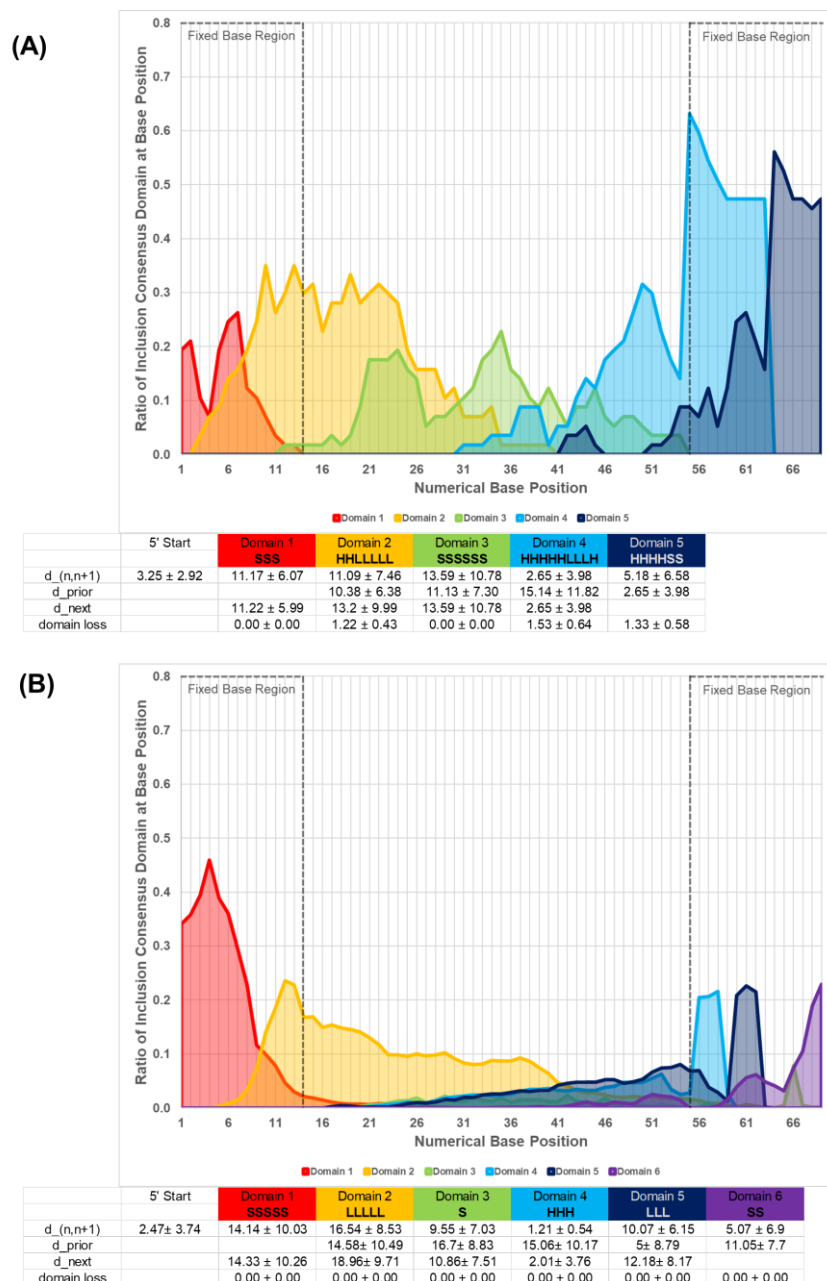 (A)
Fixed Base Region
Fixed Base Region
0.8
0.7
0.6
0.5
0.4
0.3
0.2
0.1
0.0
Ratio of Inclusion Consensus Domain at Base Position
1 6 11 16 21 26 31 36 41 46 51 56 61 66
Numerical Base Position
Domain 1 Domain 2 Domain 3 Domain 4 Domain 5
5' Start Domain 1 Domain 2 Domain 3 Domain 4 Domain 5
SSS HHLLLLL SSSSSS HHHHHLLLH HHHHSS
d_(n,n+1) 3.25 ± 2.92 11.17 ± 6.07 11.09 ± 7.46 13.59 ± 10.78 2.65 ± 3.98 5.18 ± 6.58
d_prior 10.38 ± 6.38 11.13 ± 7.30 15.14 ± 11.82 2.65 ± 3.98
d_next 11.22 ± 5.99 13.2 ± 9.99 13.59 ± 10.78 2.65 ± 3.98
domain loss 0.00 ± 0.00 1.22 ± 0.43 0.00 ± 0.00 1.53 ± 0.64 1.33 ± 0.58
(B)
Fixed Base Region
Fixed Base Region
0.8
0.7
0.6
0.5
0.4
0.3
0.2
0.1
0.0
Ratio of Inclusion Consensus Domain at Base Position
1 6 11 16 21 26 31 36 41 46 51 56 61 66
Numerical Base Position
Domain 1 Domain 2 Domain 3 Domain 4 Domain 5 Domain 6
5' Start Domain 1 Domain 2 Domain 3 Domain 4 Domain 5 Domain 6
SSSSS LLLLL S HHH LLL SS
d_(n,n+1) 2.47± 3.74 14.14 ± 10.03 16.54 ± 8.53 9.55 ± 7.03 1.21 ± 0.54 10.07 ± 6.15 5.07 ± 6.9
d_prior 14.58± 10.49 16.7± 8.83 15.06± 10.17 5± 8.79 11.05± 7.7
d_next 14.33 ± 10.26 18.96± 9.71 10.86± 7.51 2.01± 3.76 12.18± 8.17
domain loss 0.00 ± 0.00 0.00 ± 0.00 0.00 ± 0.00 0.00 ± 0.00 0.00 ± 0.00 0.00 ± 0.00